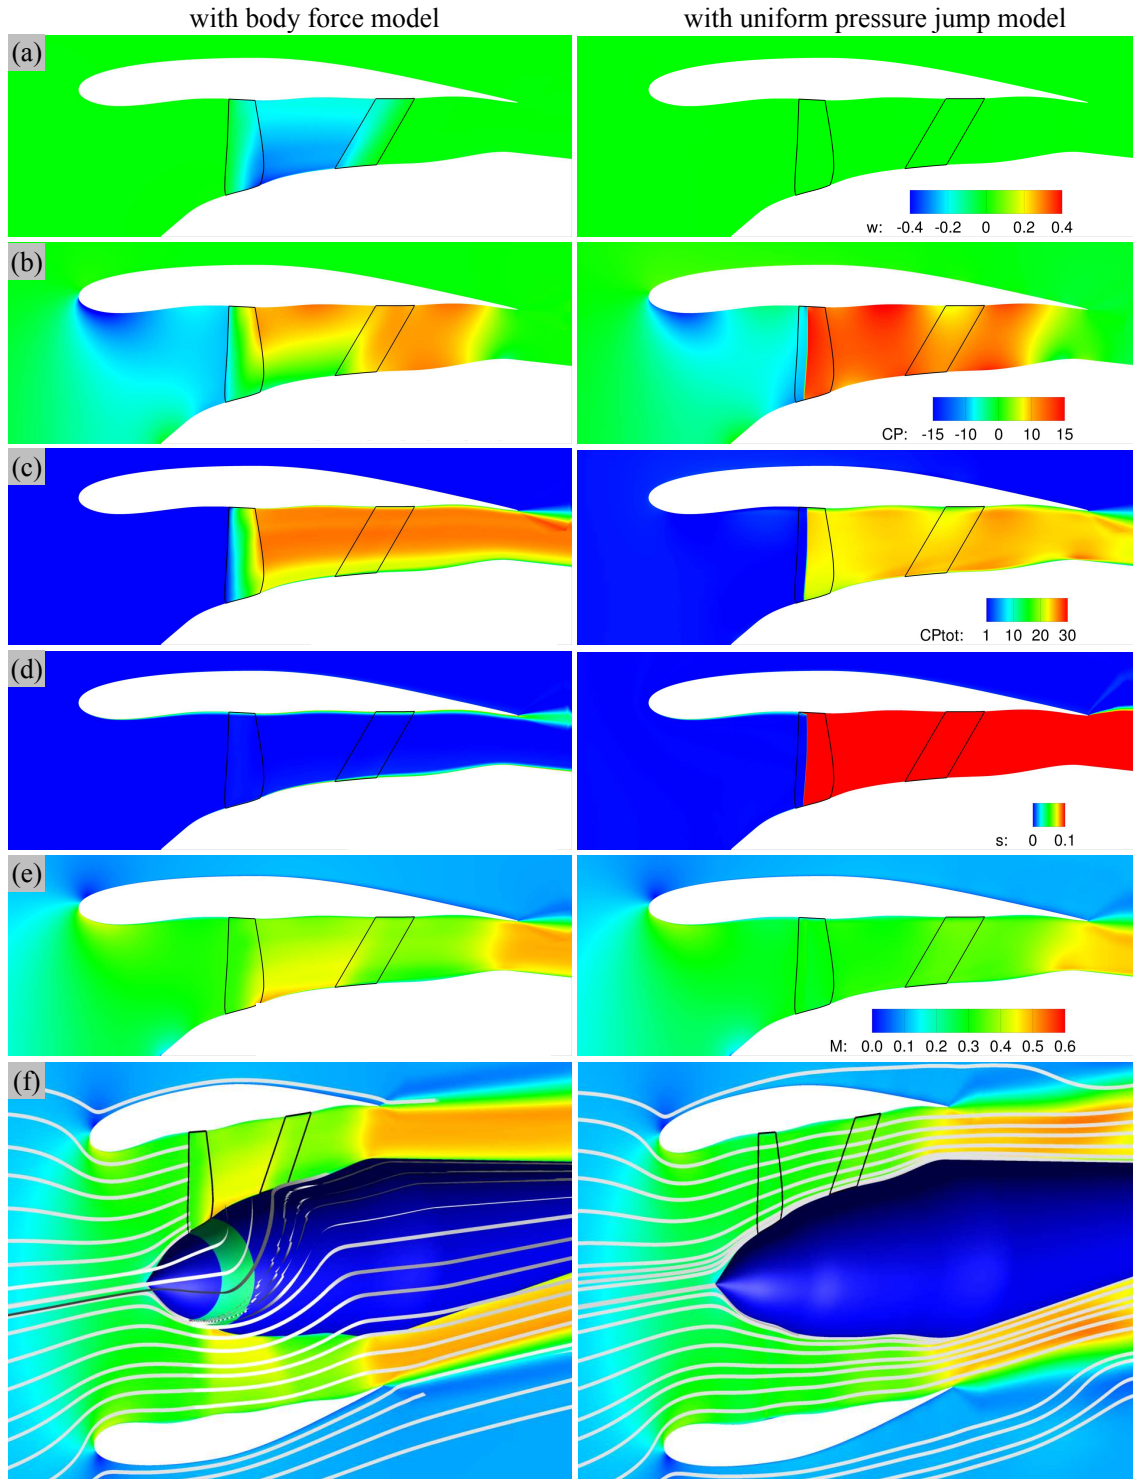 with body force model
with uniform pressure jump model
(a)
w: -0.4 -0.2 0 0.2 0.4
(b)
CP: -15 -10 0 10 15
(c)
CPtot: 1 10 20 30
(d)
s: 0 0.1
(e)
M: 0.0 0.1 0.2 0.3 0.4 0.5 0.6
(f)